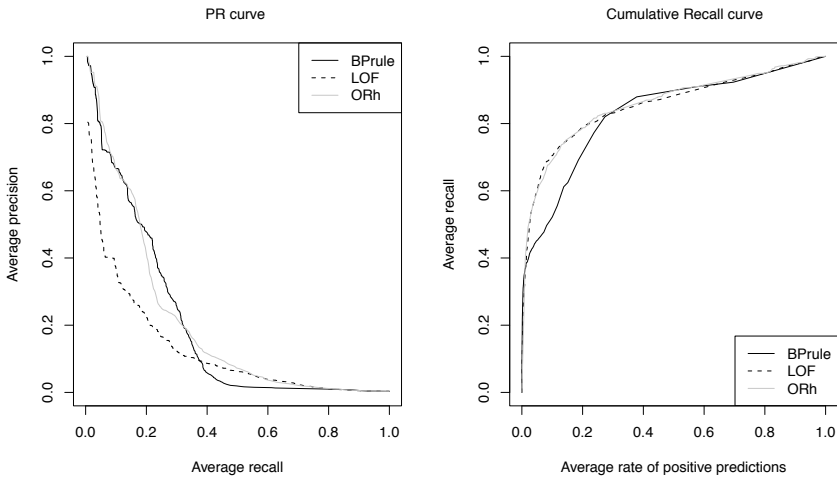 PR curve
1.0
0.8
0.6
0.4
0.2
0.0
Average precision
BPrule
LOF
ORh
0.0 0.2 0.4 0.6 0.8 1.0
Average recall
Cumulative Recall curve
1.0
0.8
0.6
0.4
0.2
0.0
Average recall
BPrule
LOF
ORh
0.0 0.2 0.4 0.6 0.8 1.0
Average rate of positive predictions